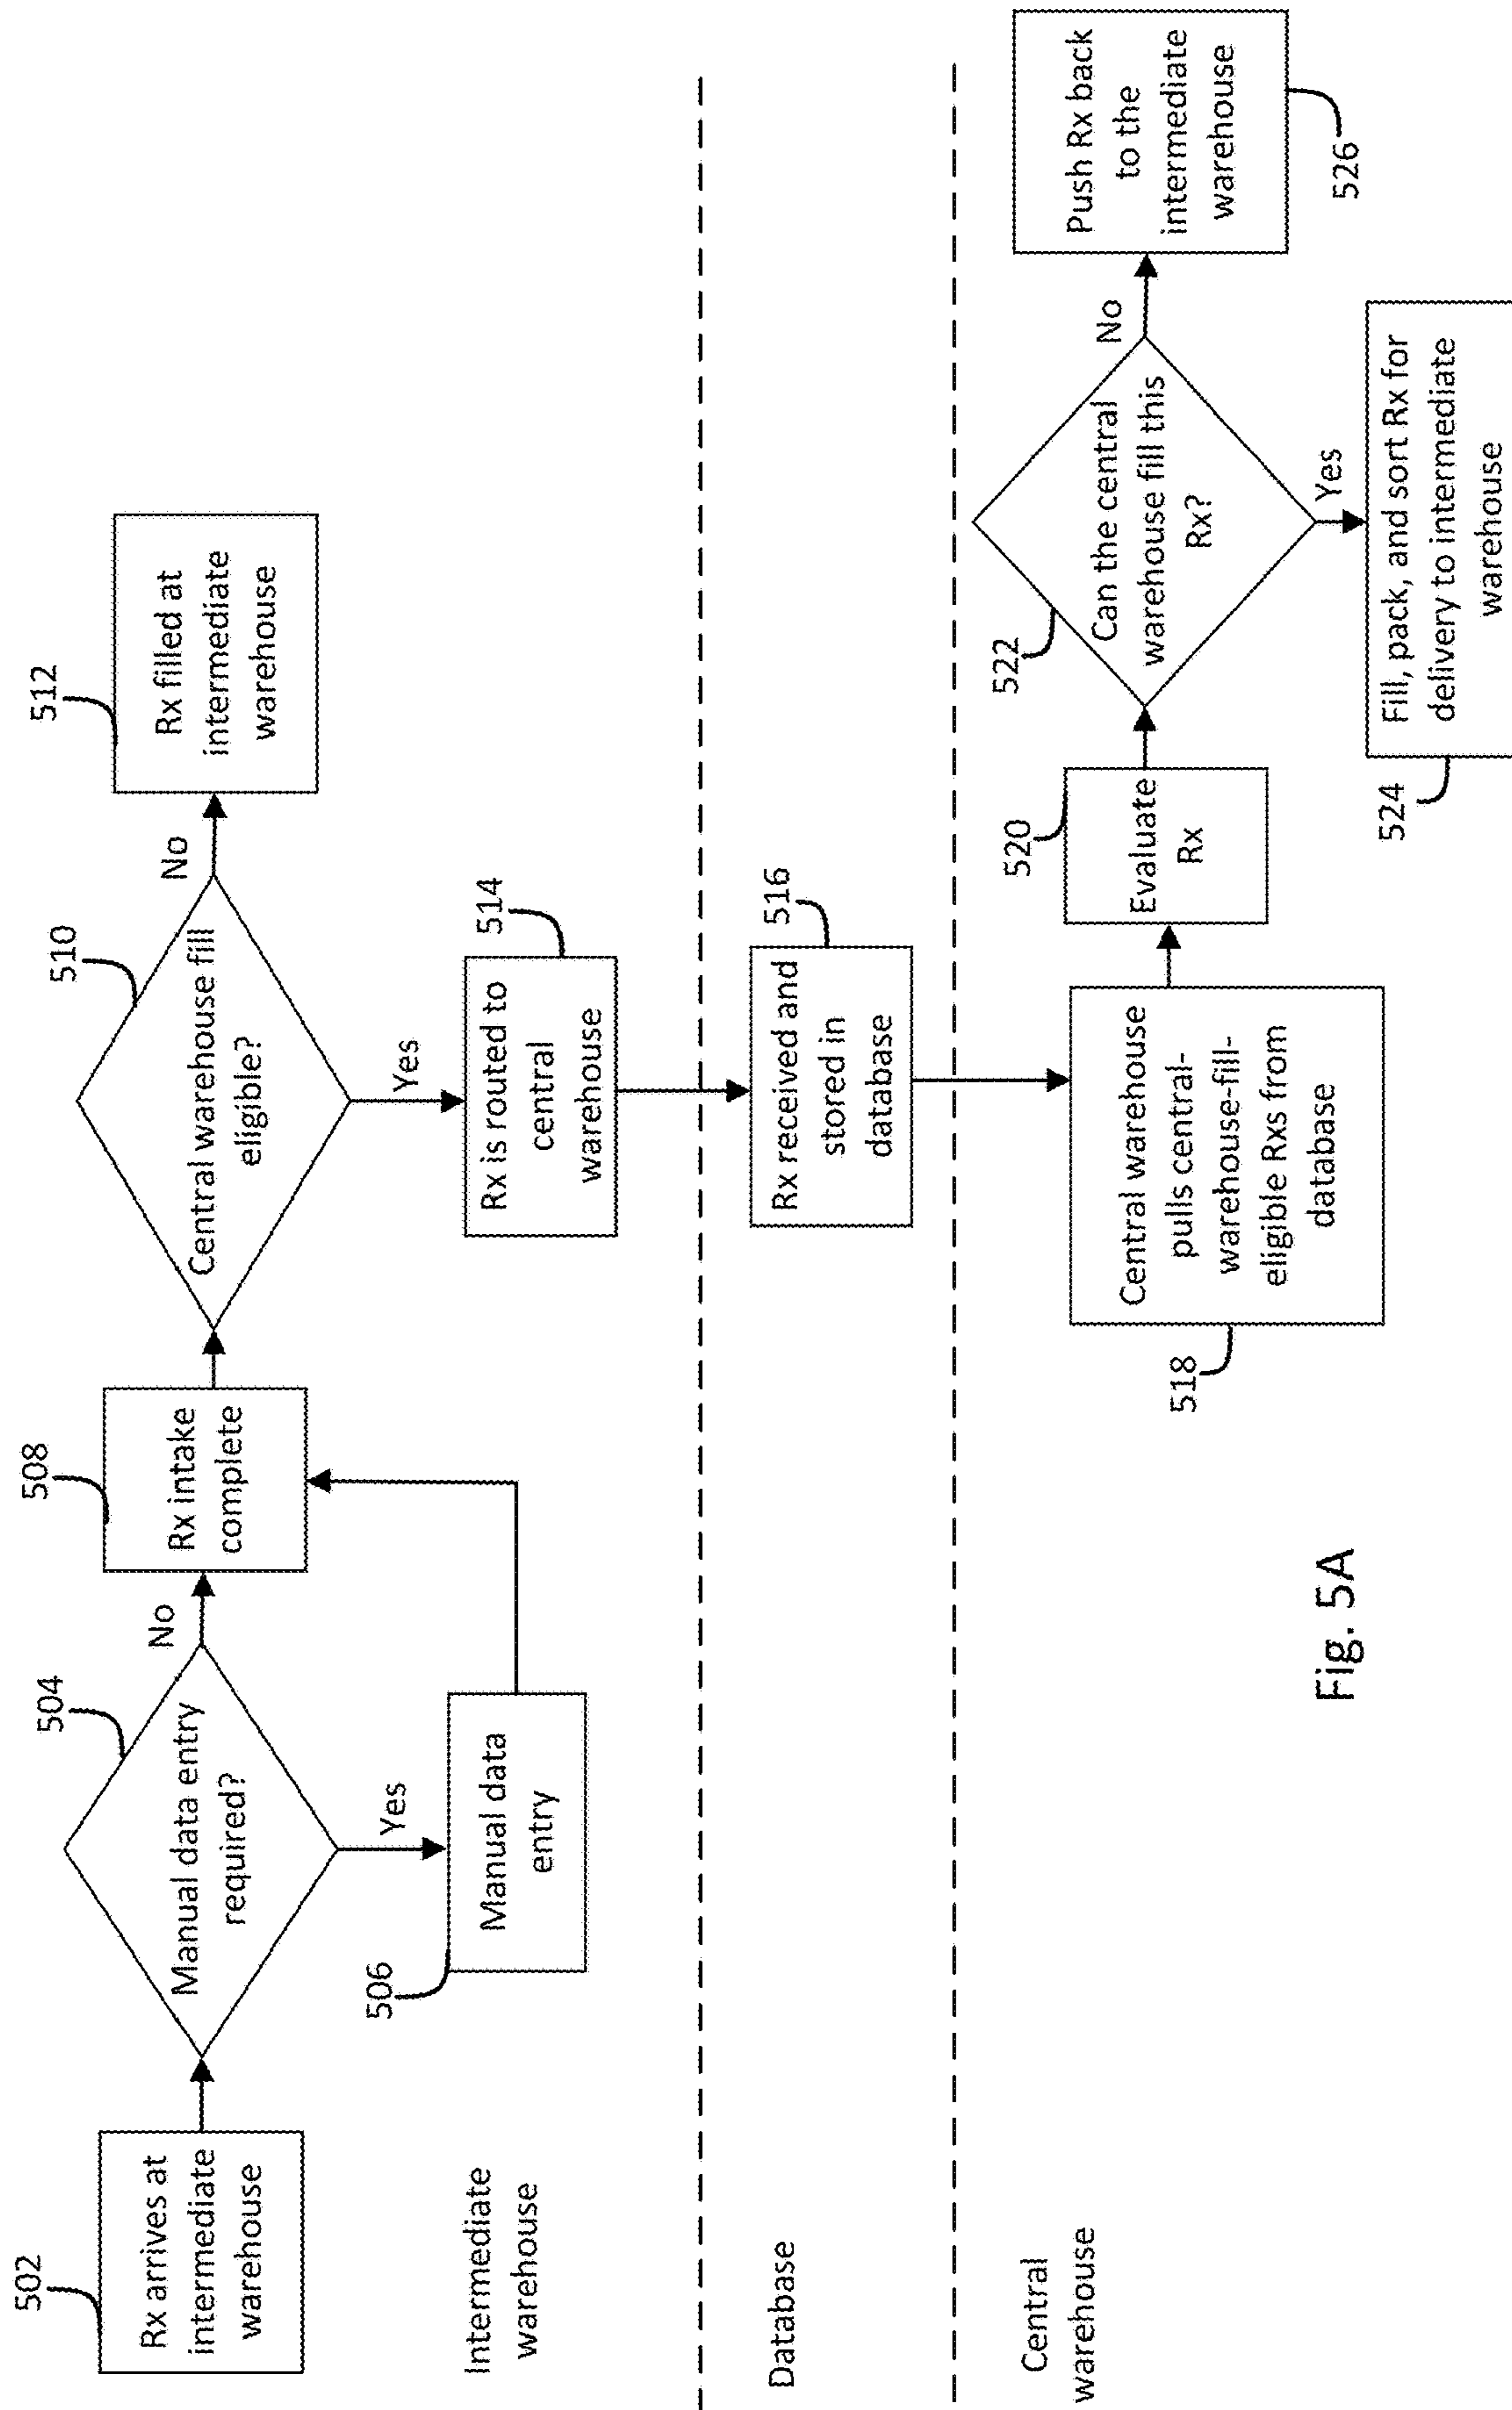 502
Rx arrives at
intermediate
warehouse
504
Manual data entry
required?
No
Yes
506
Manual data
entry
508
Rx intake
complete
510
Central warehouse fill
eligible?
No
512
Rx filled at
intermediate
warehouse
Yes
514
Rx is routed to
central
warehouse
Intermediate
warehouse
Database
516
Rx received and
stored in
database
Central
warehouse
518
Central warehouse
pulls central-
warehouse-fill-
eligible Rxs from
database
520
Evaluate
Rx
522
Can the central
warehouse fill this
Rx?
No
526
Push Rx back
to the
intermediate
warehouse
Yes
524
Fill, pack, and sort Rx for
delivery to intermediate
warehouse
Fig. 5A